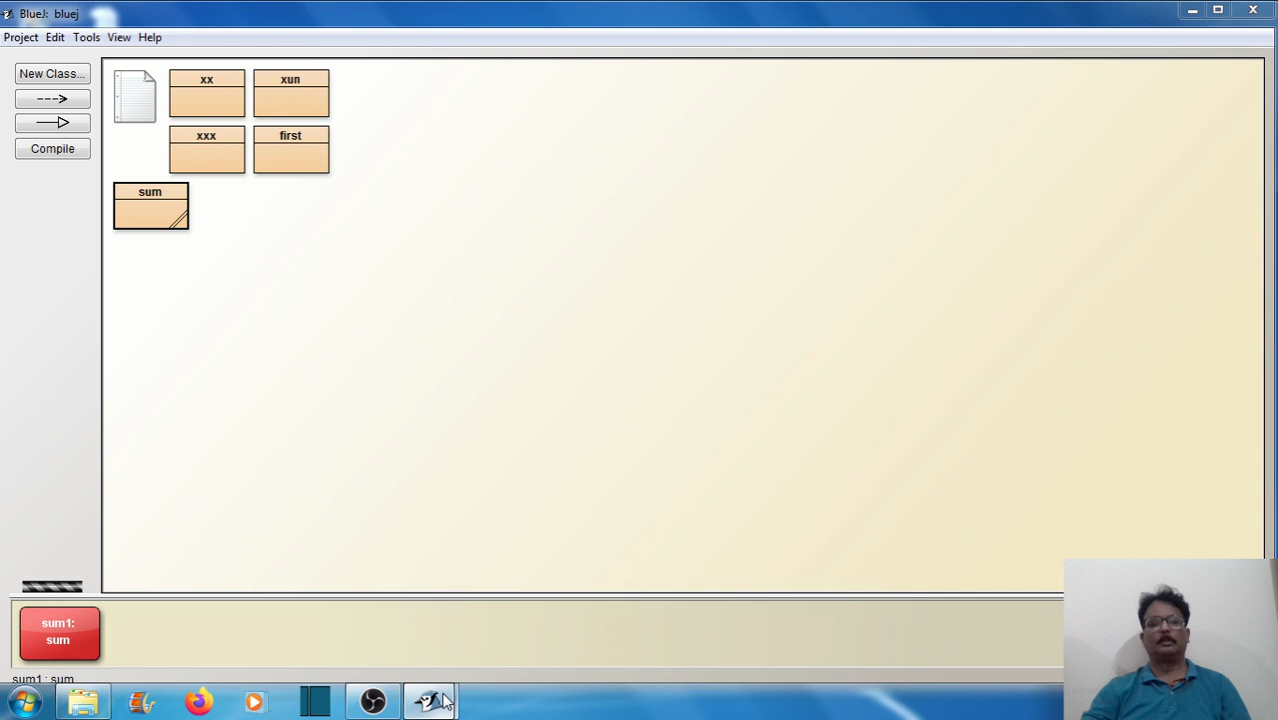 BlueJ: bluej
Project Edit Tools View Help
New Class...
Compile
xx
xun
xxx
first
sum
sum1:
sum
sum1 : sum